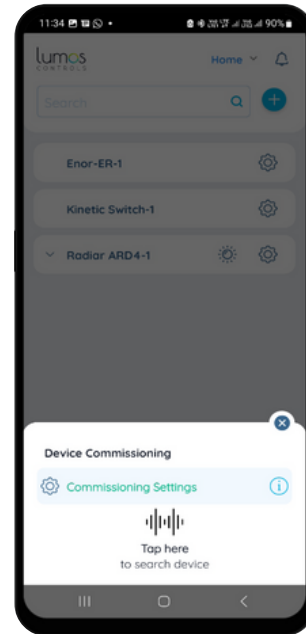 11:34 90%
lumos
CONTROLS
Home
Search
Enor-ER-1
Kinetic Switch-1
Radiar ARD4-1
Device Commissioning
Commissioning Settings
Tap here
to search device